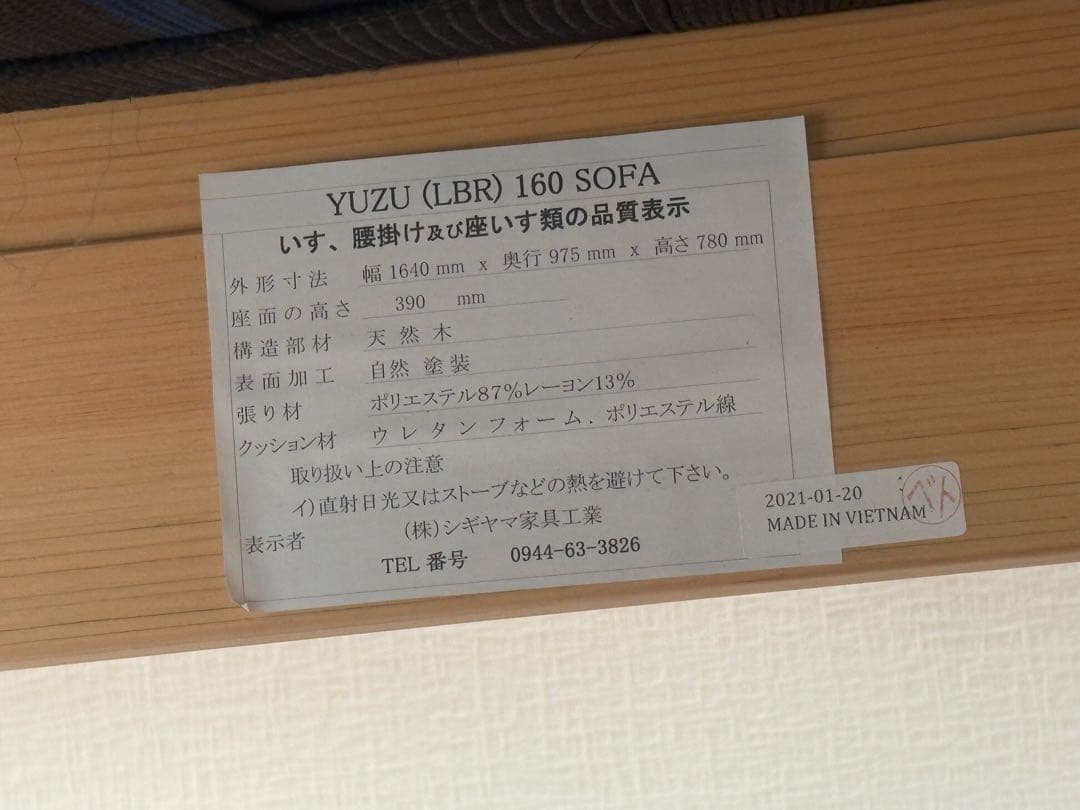 YUZU (LBR) 160 SOFA
いす、腰掛け及び座いす類の品質表示
外形寸法 幅 1640 mm x 奥行 975 mm x 高さ 780 mm
座面の高さ 390 mm
構造部材 天然木
表面加工 自然塗装
張り材 ポリエステル87%レーヨン13%
クッション材 ウレタンフォーム．ポリエステル線
取り扱い上の注意
イ)直射日光又はストーブなどの熱を避けて下さい。
表示者 (株)シギヤマ家具工業
TEL 番号 0944-63-3826
2021-01-20
MADE IN VIETNAM